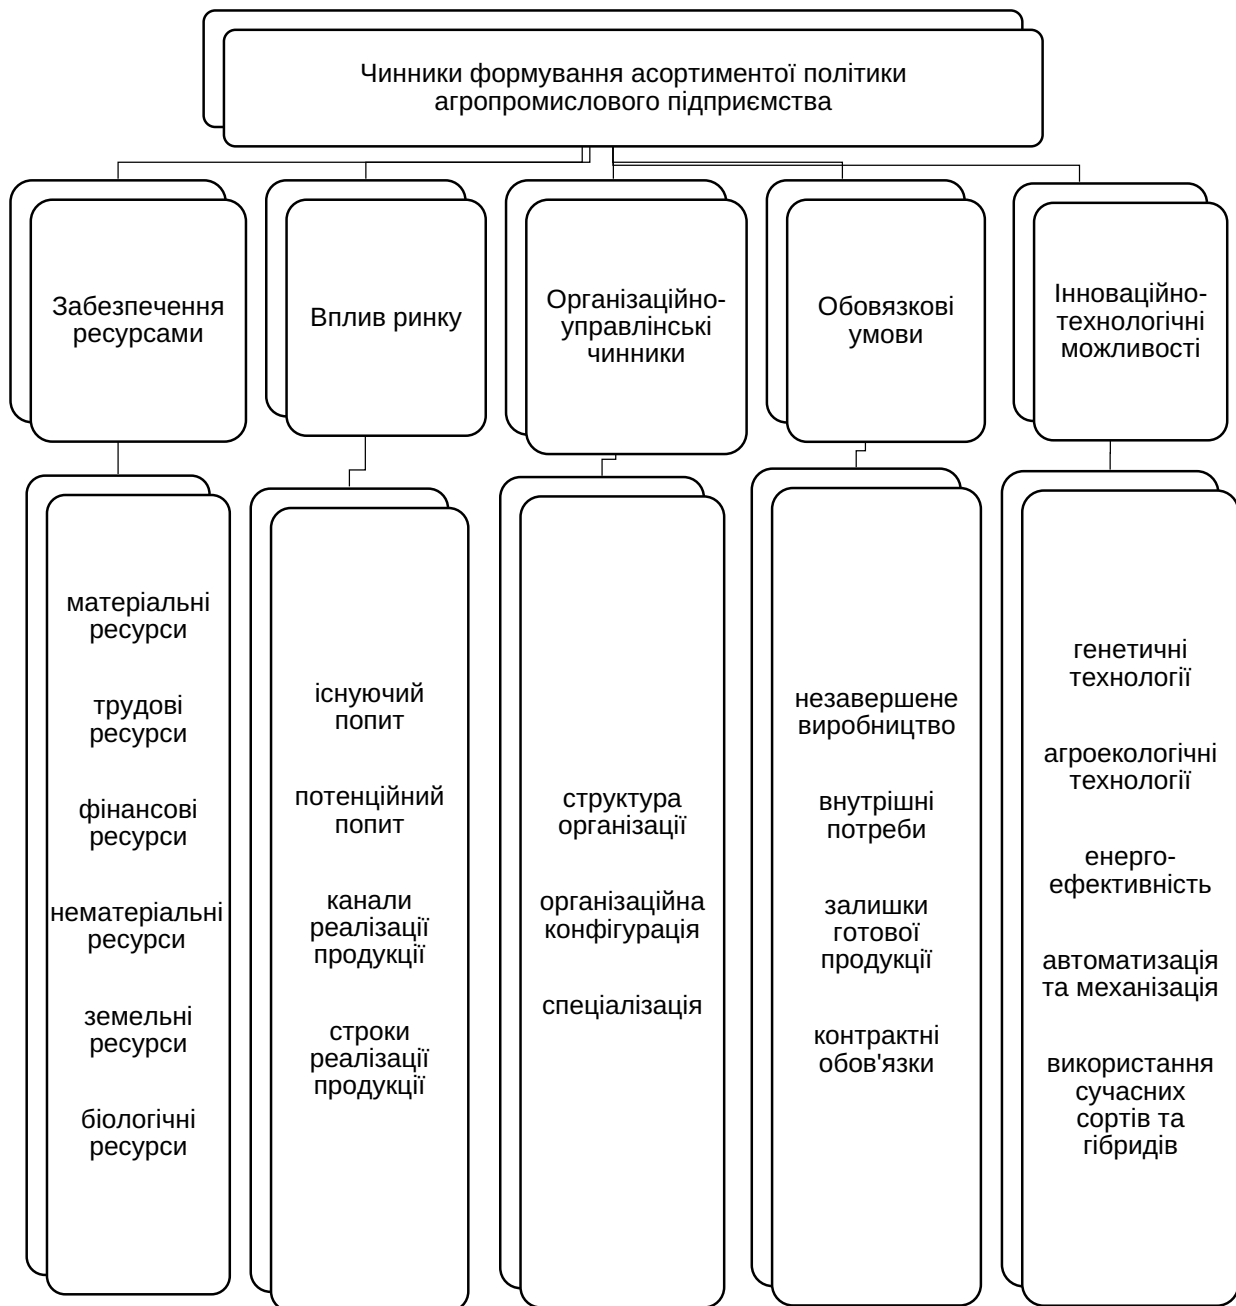 Чинники формування асортиментої політики
агропромислового підприємства
Забезпечення
ресурсами
Вплив ринку
Організаційно-
управлінські
чинники
Обовязкові
умови
Інноваційно-
технологічні
можливості
матеріальні
ресурси
трудові
ресурси
фінансові
ресурси
нематеріальні
ресурси
земельні
ресурси
біологічні
ресурси
існуючий
попит
потенційний
попит
канали
реалізації
продукції
строки
реалізації
продукції
структура
організації
організаційна
конфігурація
спеціалізація
незавершене
виробництво
внутрішні
потреби
залишки
готової
продукції
контрактні
обов'язки
генетичні
технології
агроекологічні
технології
енерго-
ефективність
автоматизація
та механізація
використання
сучасних
сортів та
гібридів